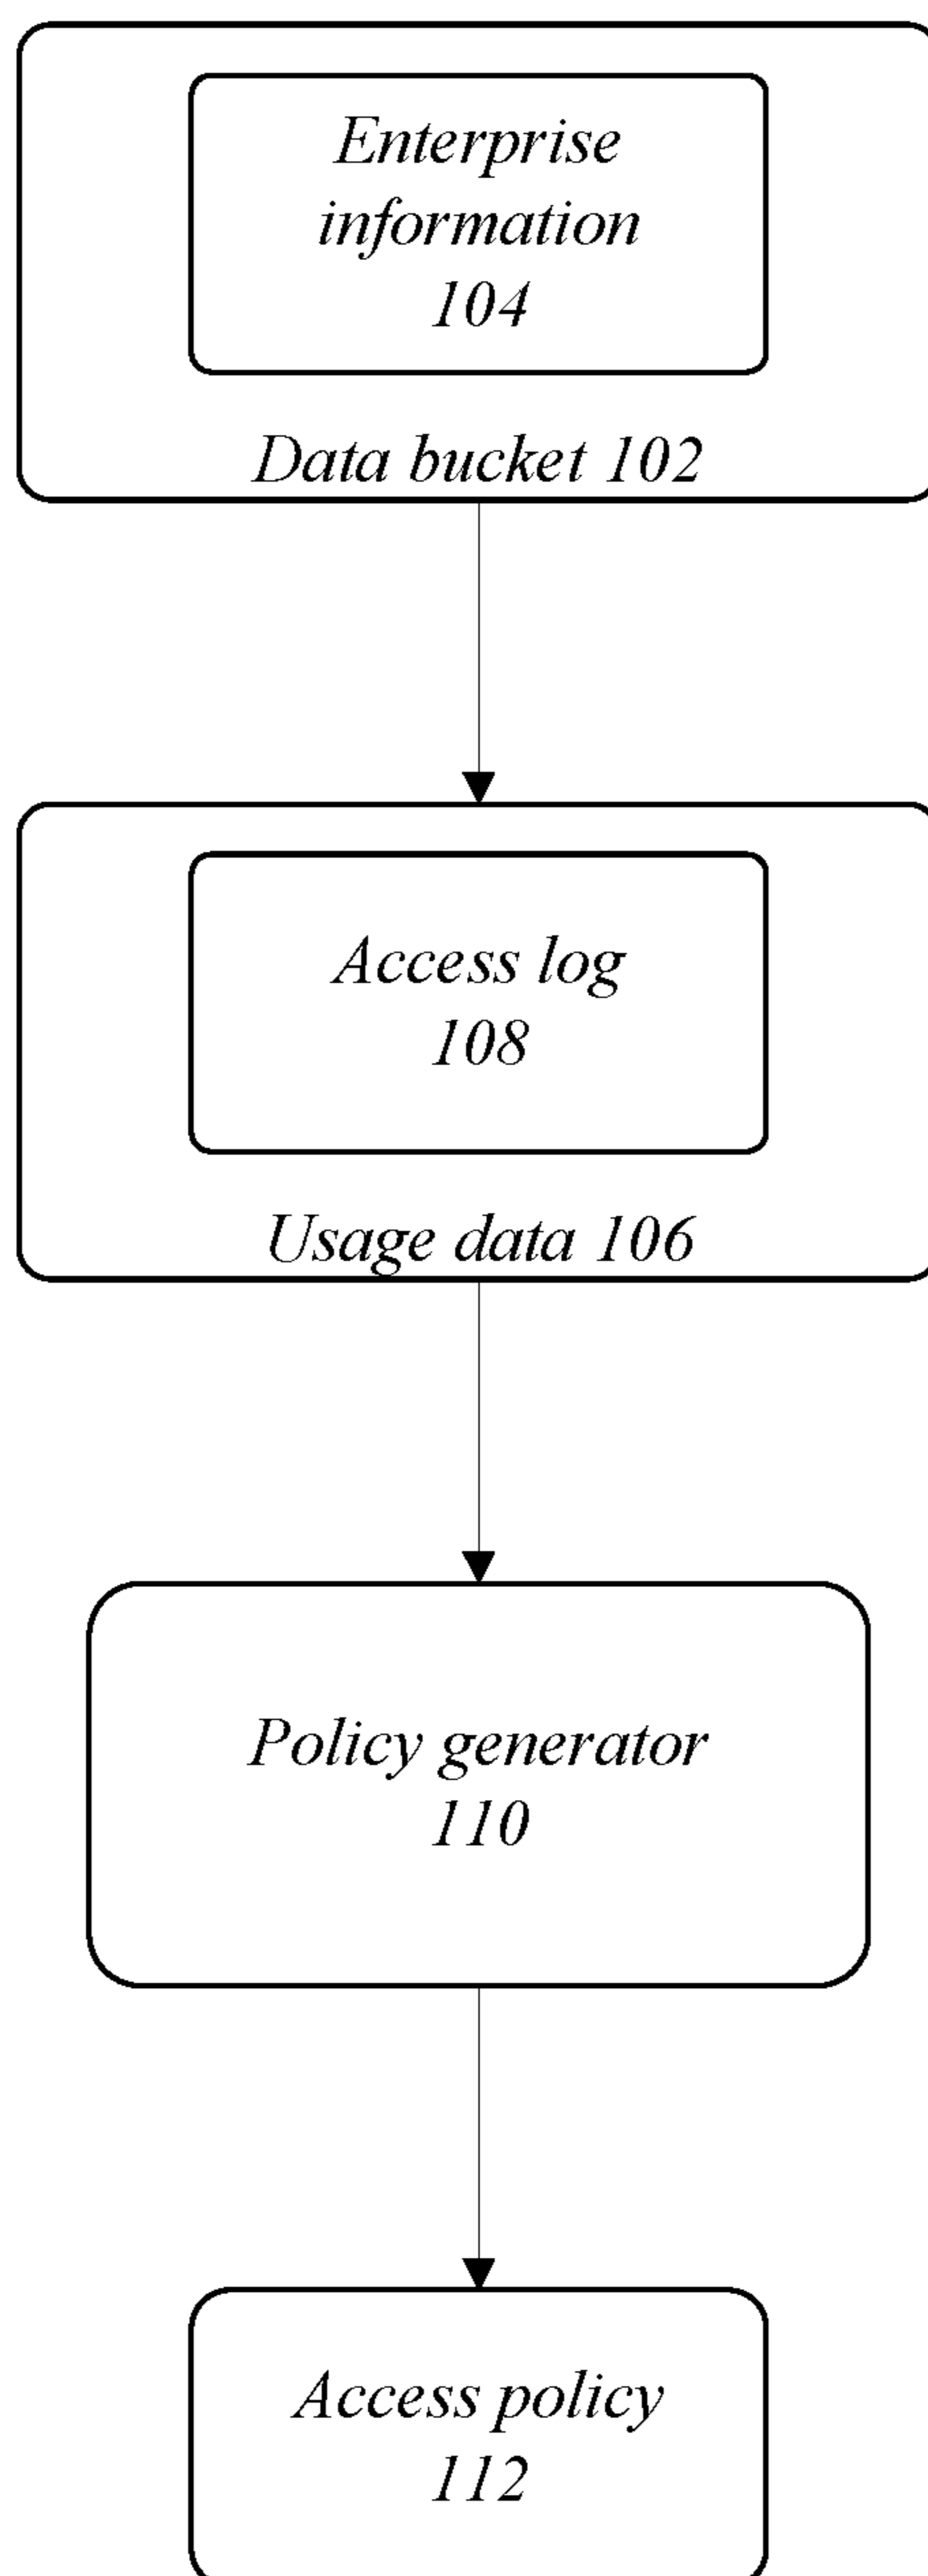 Enterprise
information
104
Data bucket 102
Access log
108
Usage data 106
Policy generator
110
Access policy
112